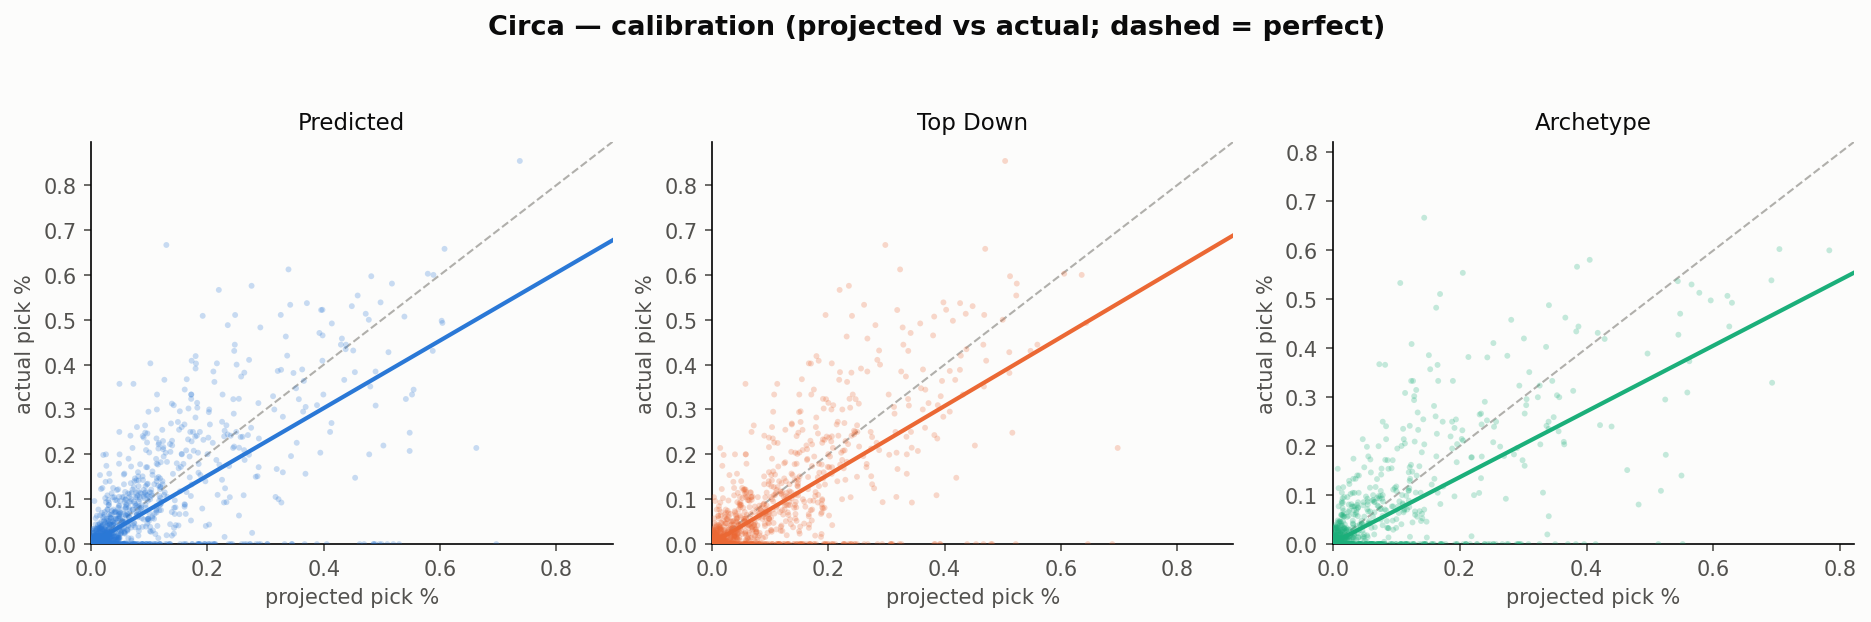 Circa — calibration (projected vs actual; dashed = perfect)
Predicted
actual pick %
0.8
0.7
0.6
0.5
0.4
0.3
0.2
0.1
0.0
0.0 0.2 0.4 0.6 0.8
projected pick %
Top Down
actual pick %
0.8
0.7
0.6
0.5
0.4
0.3
0.2
0.1
0.0
0.0 0.2 0.4 0.6 0.8
projected pick %
Archetype
actual pick %
0.8
0.7
0.6
0.5
0.4
0.3
0.2
0.1
0.0
0.0 0.2 0.4 0.6 0.8
projected pick %